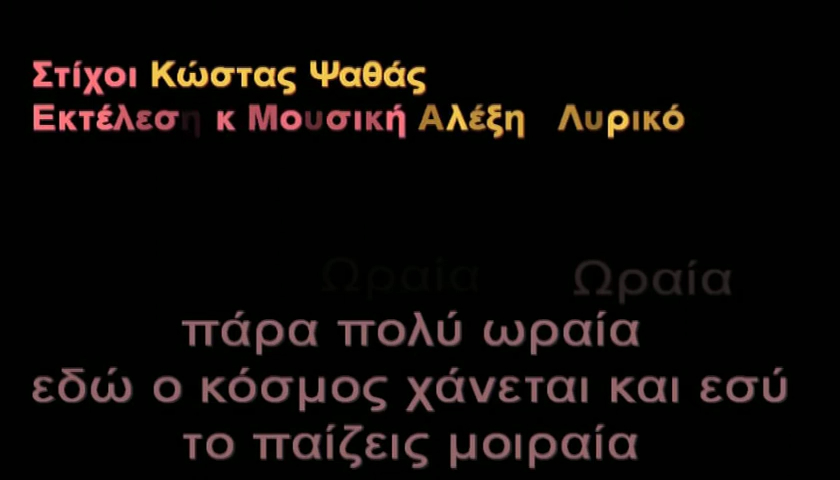 Στίχοι Κώστας Ψαθάς
Εκτέλεση κ Μουσική Αλέξη Λυρικό
Ωραία Ωραία
πάρα πολύ ωραία
εδώ ο κόσμος χάνεται και εσύ
το παίζεις μοιραία